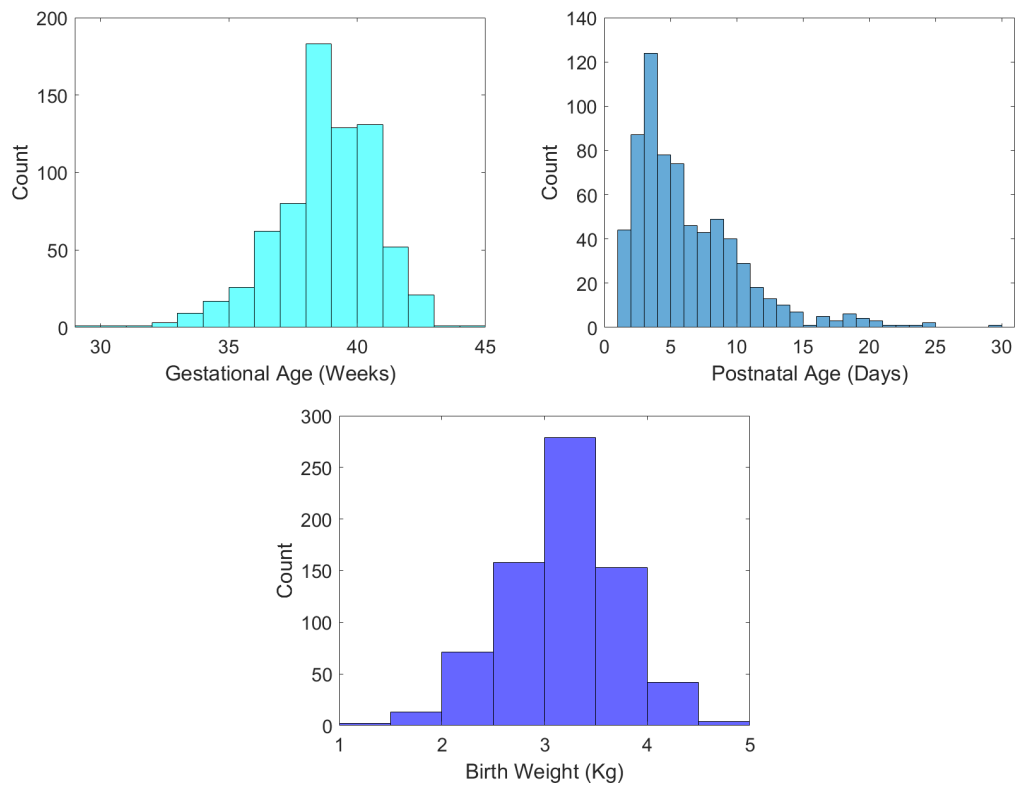 200
150
100
50
0
Count
30 35 40 45
Gestational Age (Weeks)
140
120
100
80
60
40
20
0
Count
0 5 10 15 20 25 30
Postnatal Age (Days)
300
250
200
150
100
50
0
Count
1 2 3 4 5
Birth Weight (Kg)